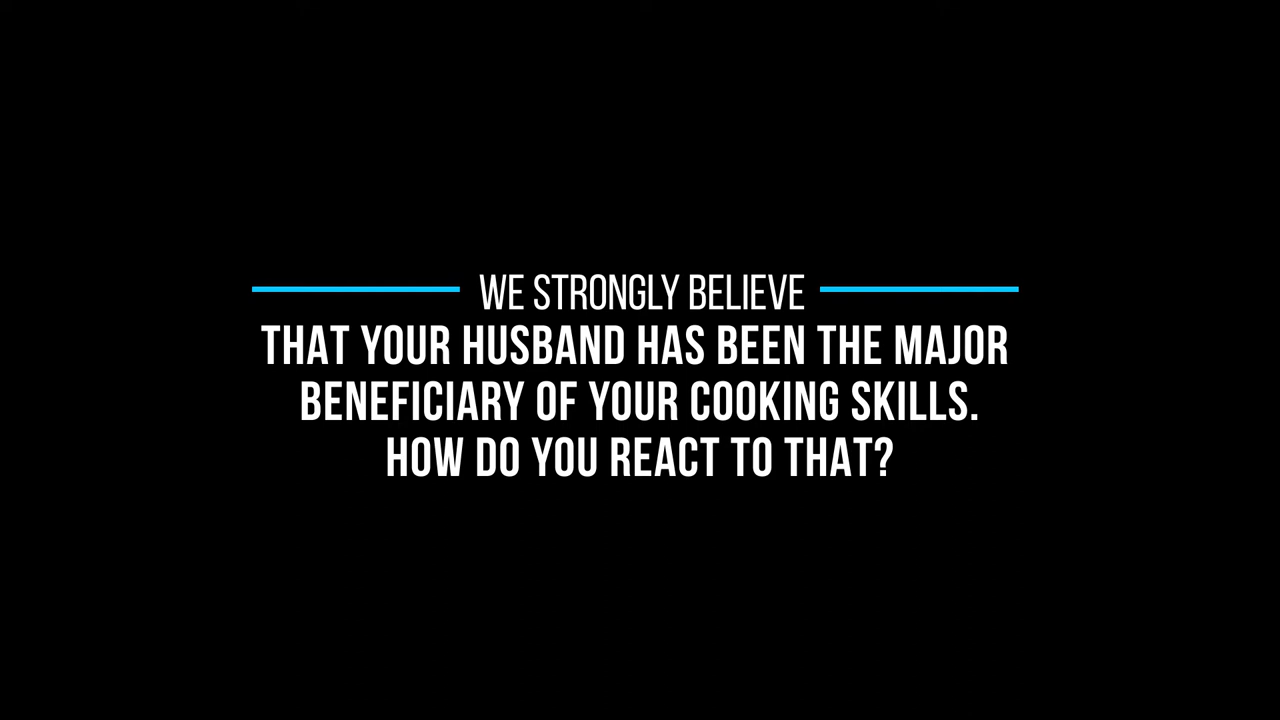 WE STRONGLY BELIEVE
THAT YOUR HUSBAND HAS BEEN THE MAJOR
BENEFICIARY OF YOUR COOKING SKILLS.
HOW DO YOU REACT TO THAT?